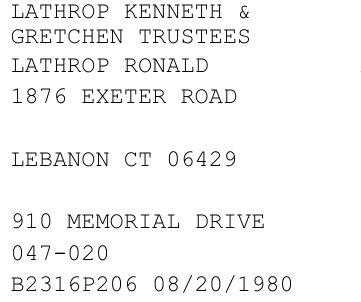 LATHROP KENNETH &
GRETCHEN TRUSTEES
LATHROP RONALD
1876 EXETER ROAD
LEBANON CT 06429
910 MEMORIAL DRIVE
047-020
B2316P206 08/20/1980